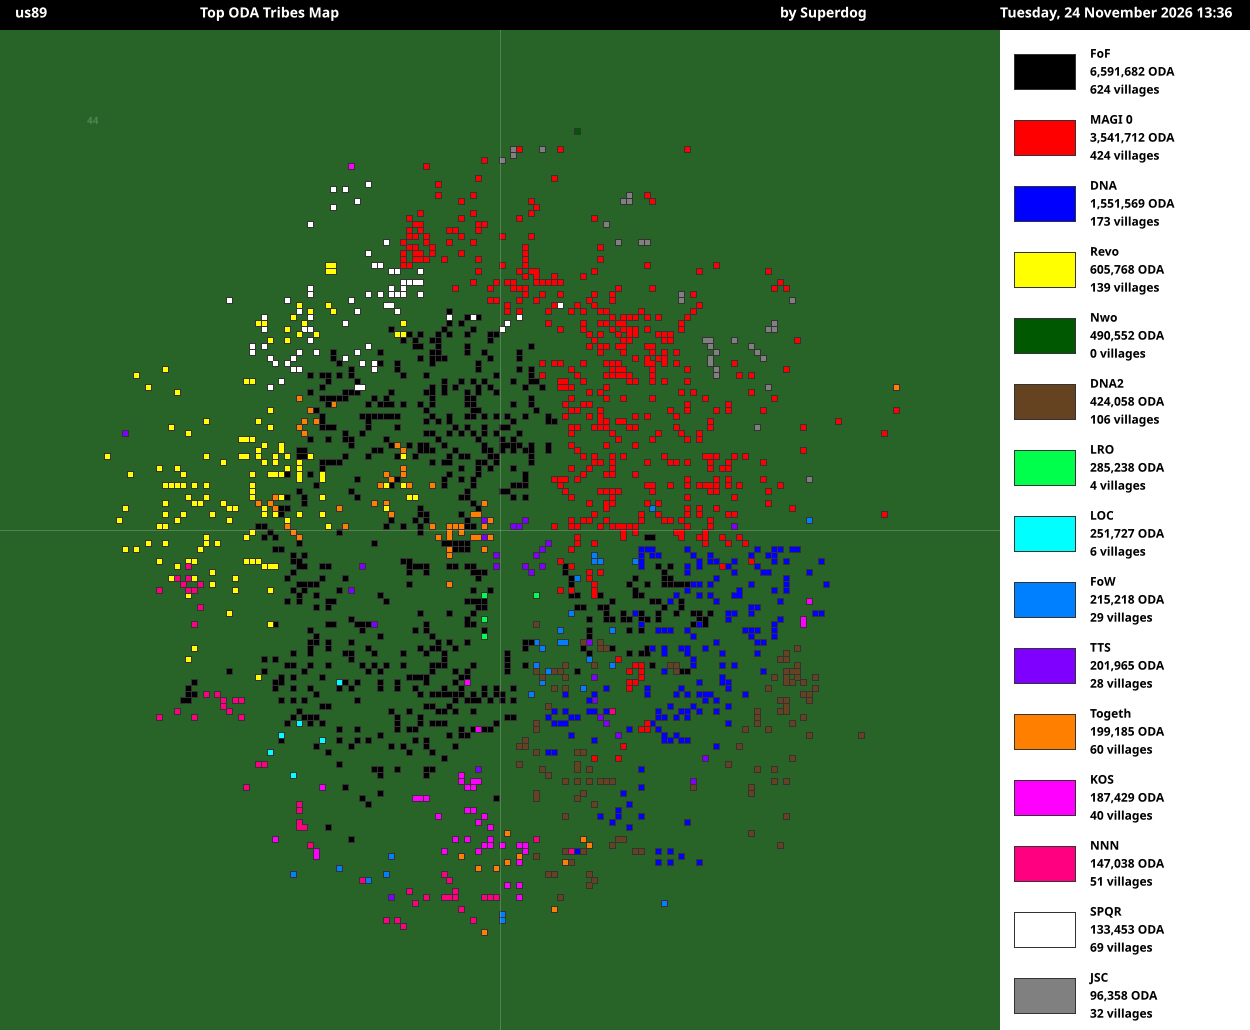 us89 Top ODA Tribes Map by Superdog Tuesday, 24 November 2026 13:36
44
FoF
6,591,682 ODA
624 villages
MAGI 0
3,541,712 ODA
424 villages
DNA
1,551,569 ODA
173 villages
Revo
605,768 ODA
139 villages
Nwo
490,552 ODA
0 villages
DNA2
424,058 ODA
106 villages
LRO
285,238 ODA
4 villages
LOC
251,727 ODA
6 villages
FoW
215,218 ODA
29 villages
TTS
201,965 ODA
28 villages
Togeth
199,185 ODA
60 villages
KOS
187,429 ODA
40 villages
NNN
147,038 ODA
51 villages
SPQR
133,453 ODA
69 villages
JSC
96,358 ODA
32 villages